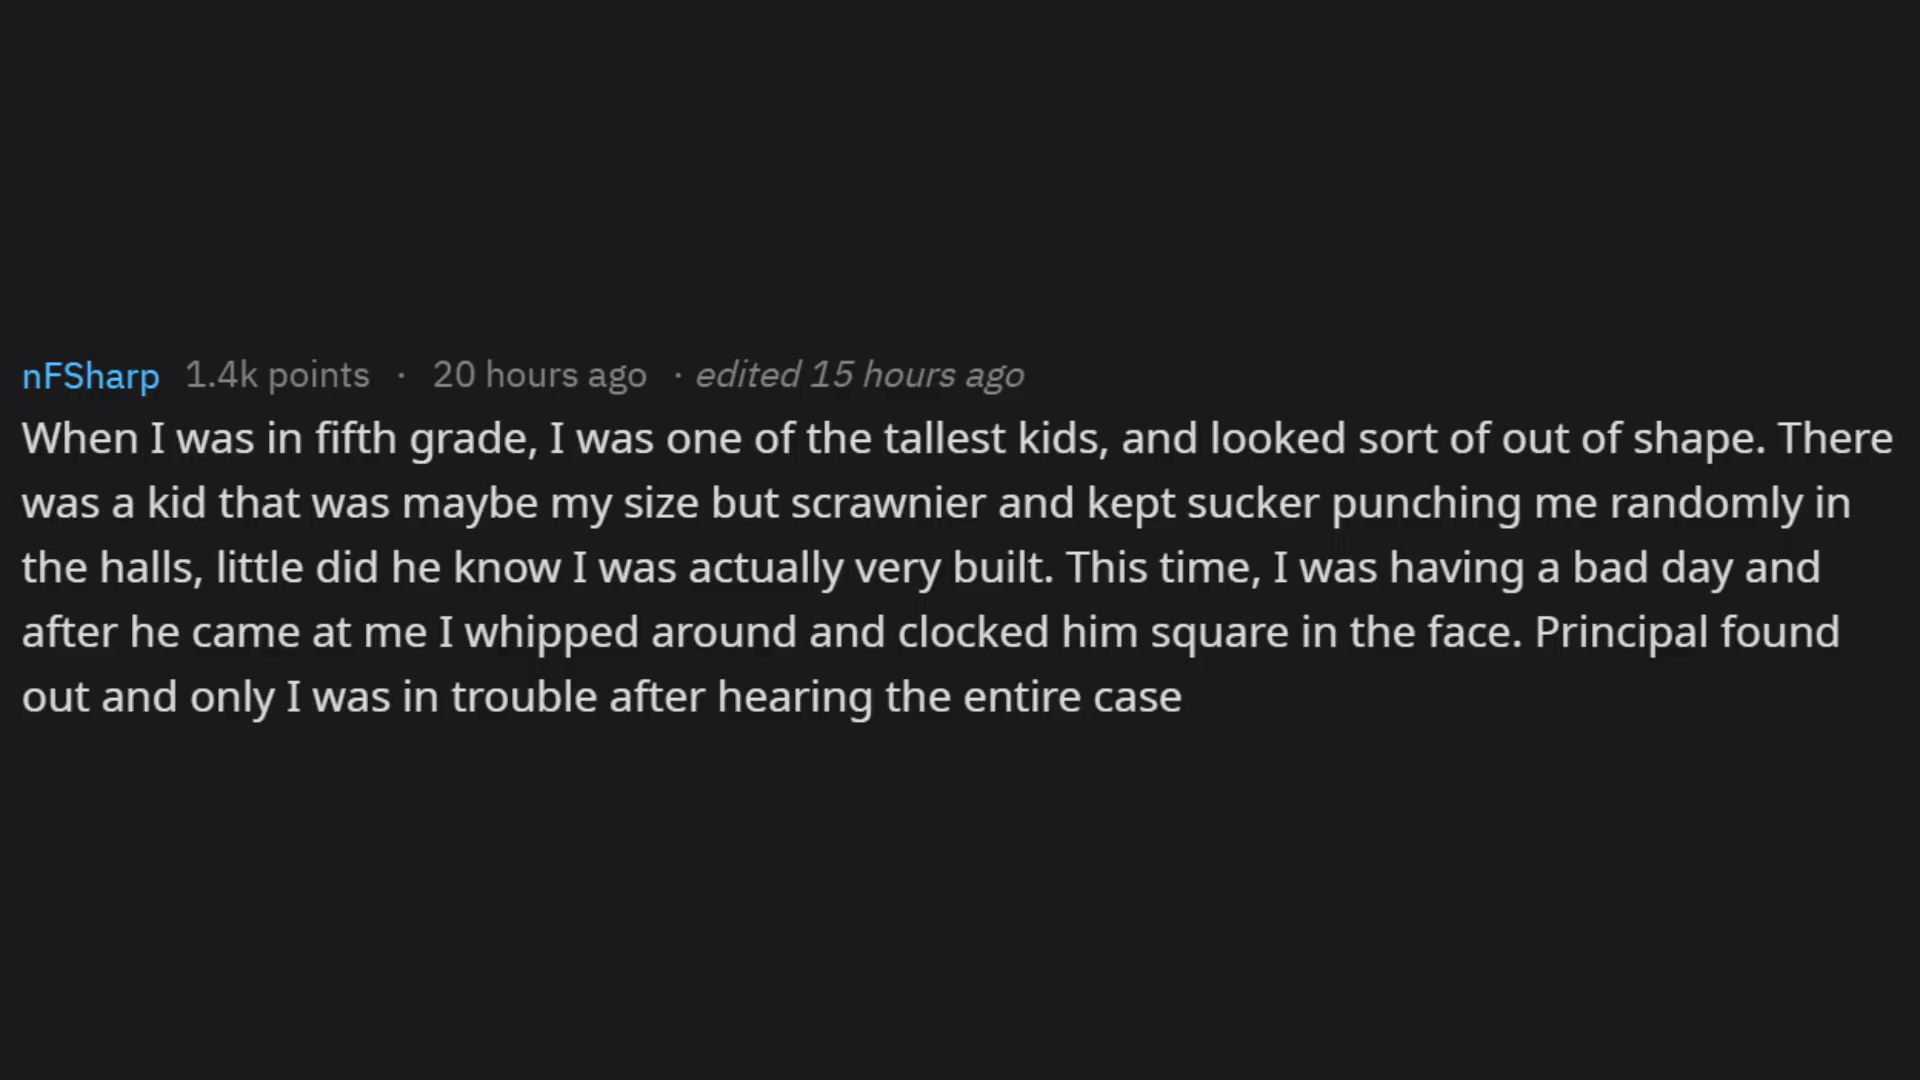 nFSharp 1.4k points · 20 hours ago · edited 15 hours ago
When I was in fifth grade, I was one of the tallest kids, and looked sort of out of shape. There
was a kid that was maybe my size but scrawnier and kept sucker punching me randomly in
the halls, little did he know I was actually very built. This time, I was having a bad day and
after he came at me I whipped around and clocked him square in the face. Principal found
out and only I was in trouble after hearing the entire case